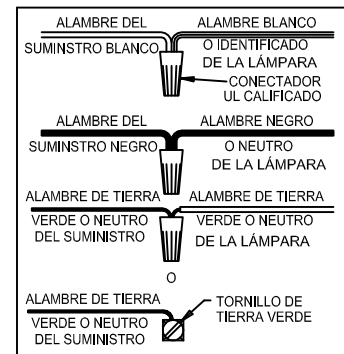 ALAMBRE DEL ALAMBRE BLANCO
SUMINSTRO BLANCO O IDENTIFICADO
DE LA LÁMPARA
CONECTADOR
UL CALIFICADO
ALAMBRE DEL ALAMBRE NEGRO
SUMINSTRO NEGRO O NEUTRO
DE LA LÁMPARA
ALAMBRE DE TIERRA ALAMBRE DE TIERRA
VERDE O NEUTRO VERDE O NEUTRO
DEL SUMINISTRO DE LA LÁMPARA
O
ALAMBRE DE TIERRA TORNILLO DE
VERDE O NEUTRO TIERRA VERDE
DEL SUMINISTRO